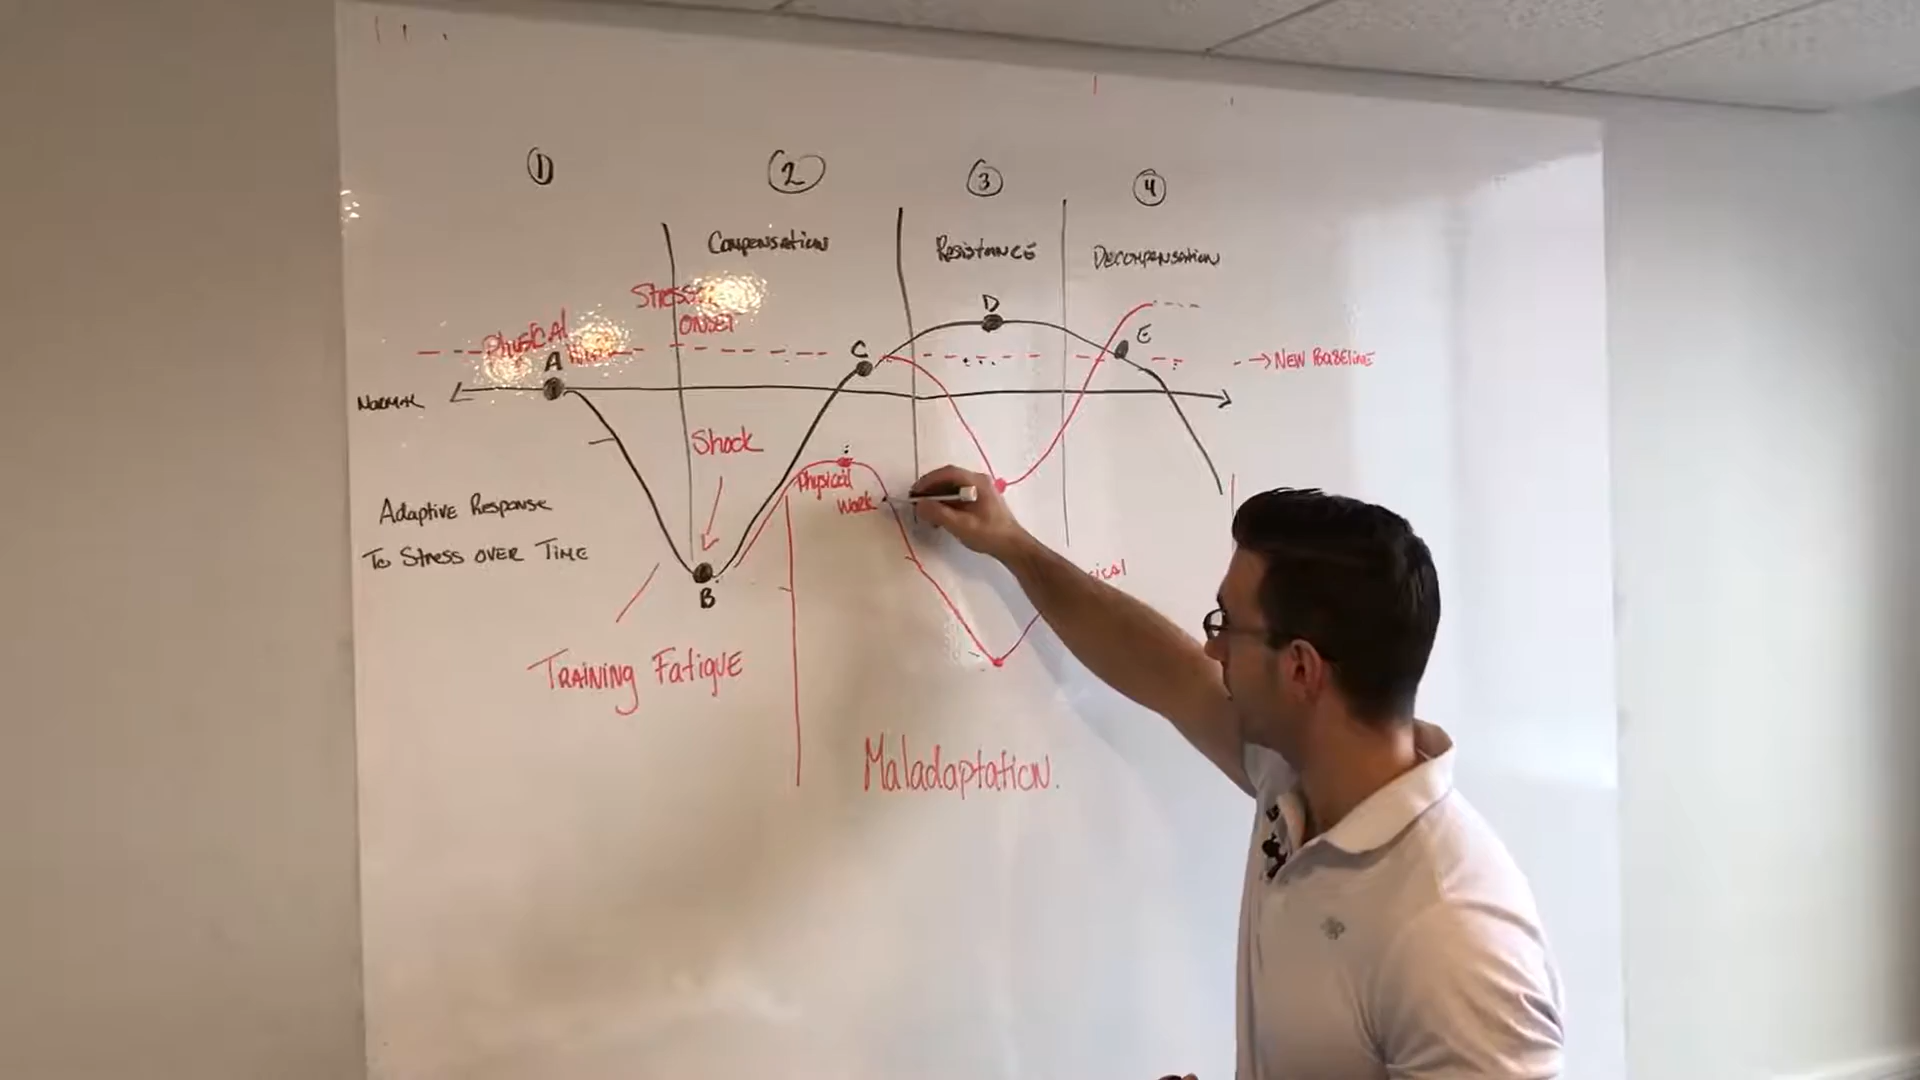 1
2
3
4
Compensation
Resistance
Decompensation
Stress
ONSET
Physical
A
C
D
E
New Baseline
Normal
Shock
Physical
Work
Adaptive Response
To Stress over Time
B
Training Fatigue
Maladaptation.